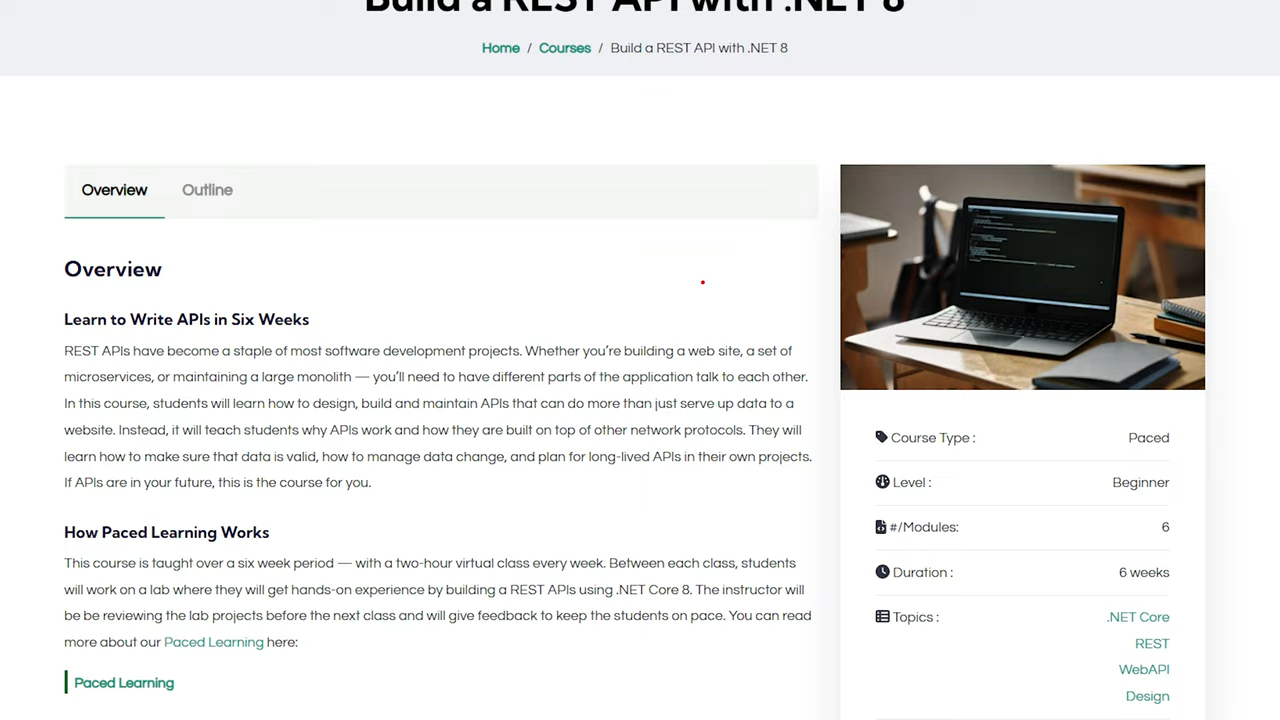 Build a REST API with .NET 8
Home / Courses / Build a REST API with .NET 8
Overview
Outline
Overview
Learn to Write APIs in Six Weeks
REST APIs have become a staple of most software development projects. Whether you're building a web site, a set of
microservices, or maintaining a large monolith — you'll need to have different parts of the application talk to each other.
In this course, students will learn how to design, build and maintain APIs that can do more than just serve up data to a
website. Instead, it will teach students why APIs work and how they are built on top of other network protocols. They will
learn how to make sure that data is valid, how to manage data change, and plan for long-lived APIs in their own projects.
If APIs are in your future, this is the course for you.
How Paced Learning Works
This course is taught over a six week period — with a two-hour virtual class every week. Between each class, students
will work on a lab where they will get hands-on experience by building a REST APIs using .NET Core 8. The instructor will
be be reviewing the lab projects before the next class and will give feedback to keep the students on pace. You can read
more about our Paced Learning here:
Paced Learning
Course Type : Paced
Level : Beginner
#/Modules: 6
Duration : 6 weeks
Topics : .NET Core
REST
WebAPI
Design